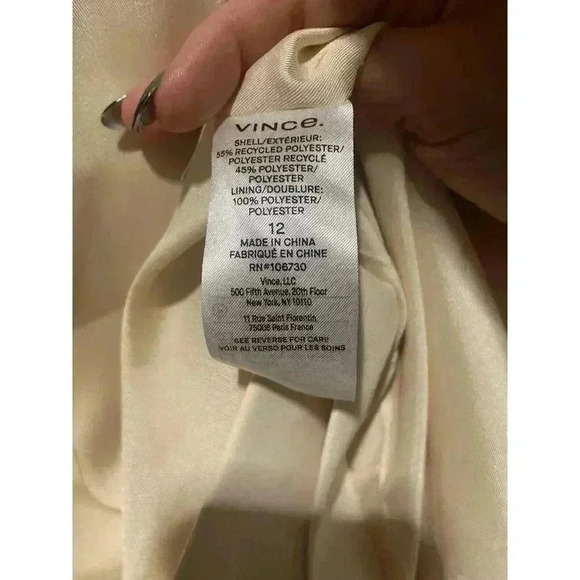 VINCE.
SHELL/EXTÉRIEUR:
55% RECYCLED POLYESTER/
POLYESTER RECYCLÉ
45% POLYESTER/
POLYESTER
LINING/DOUBLURE:
100% POLYESTER/
POLYESTER
12
MADE IN CHINA
FABRIQUÉ EN CHINE
RN#106730
Vince, LLC
500 Fifth Avenue, 20th Floor
New York, NY 10110
11 Rue Saint Florentin,
75008 Paris France
SEE REVERSE FOR CARE
VOIR AU VERSO POUR LES SOINS